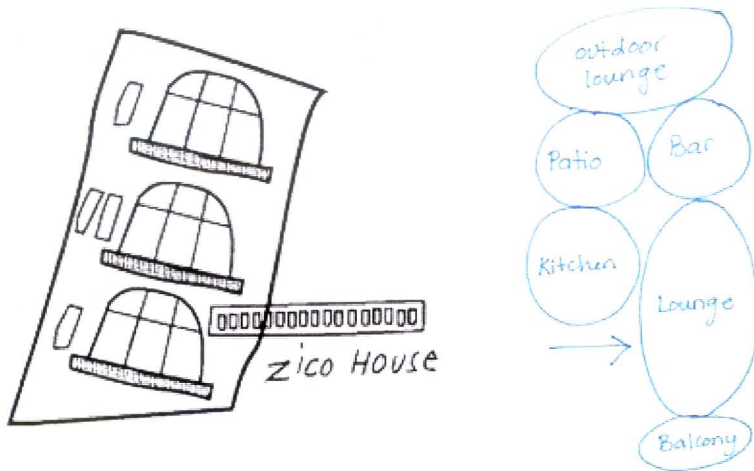 zico HOUSE
outdoor
lounge
Patio
Bar
Kitchen
Lounge
Balcony